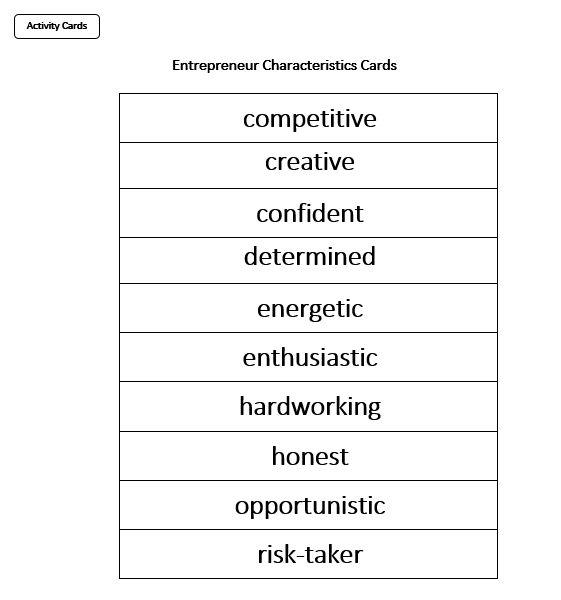 Activity Cards
Entrepreneur Characteristics Cards
competitive
creative
confident
determined
energetic
enthusiastic
hardworking
honest
opportunistic
risk-taker